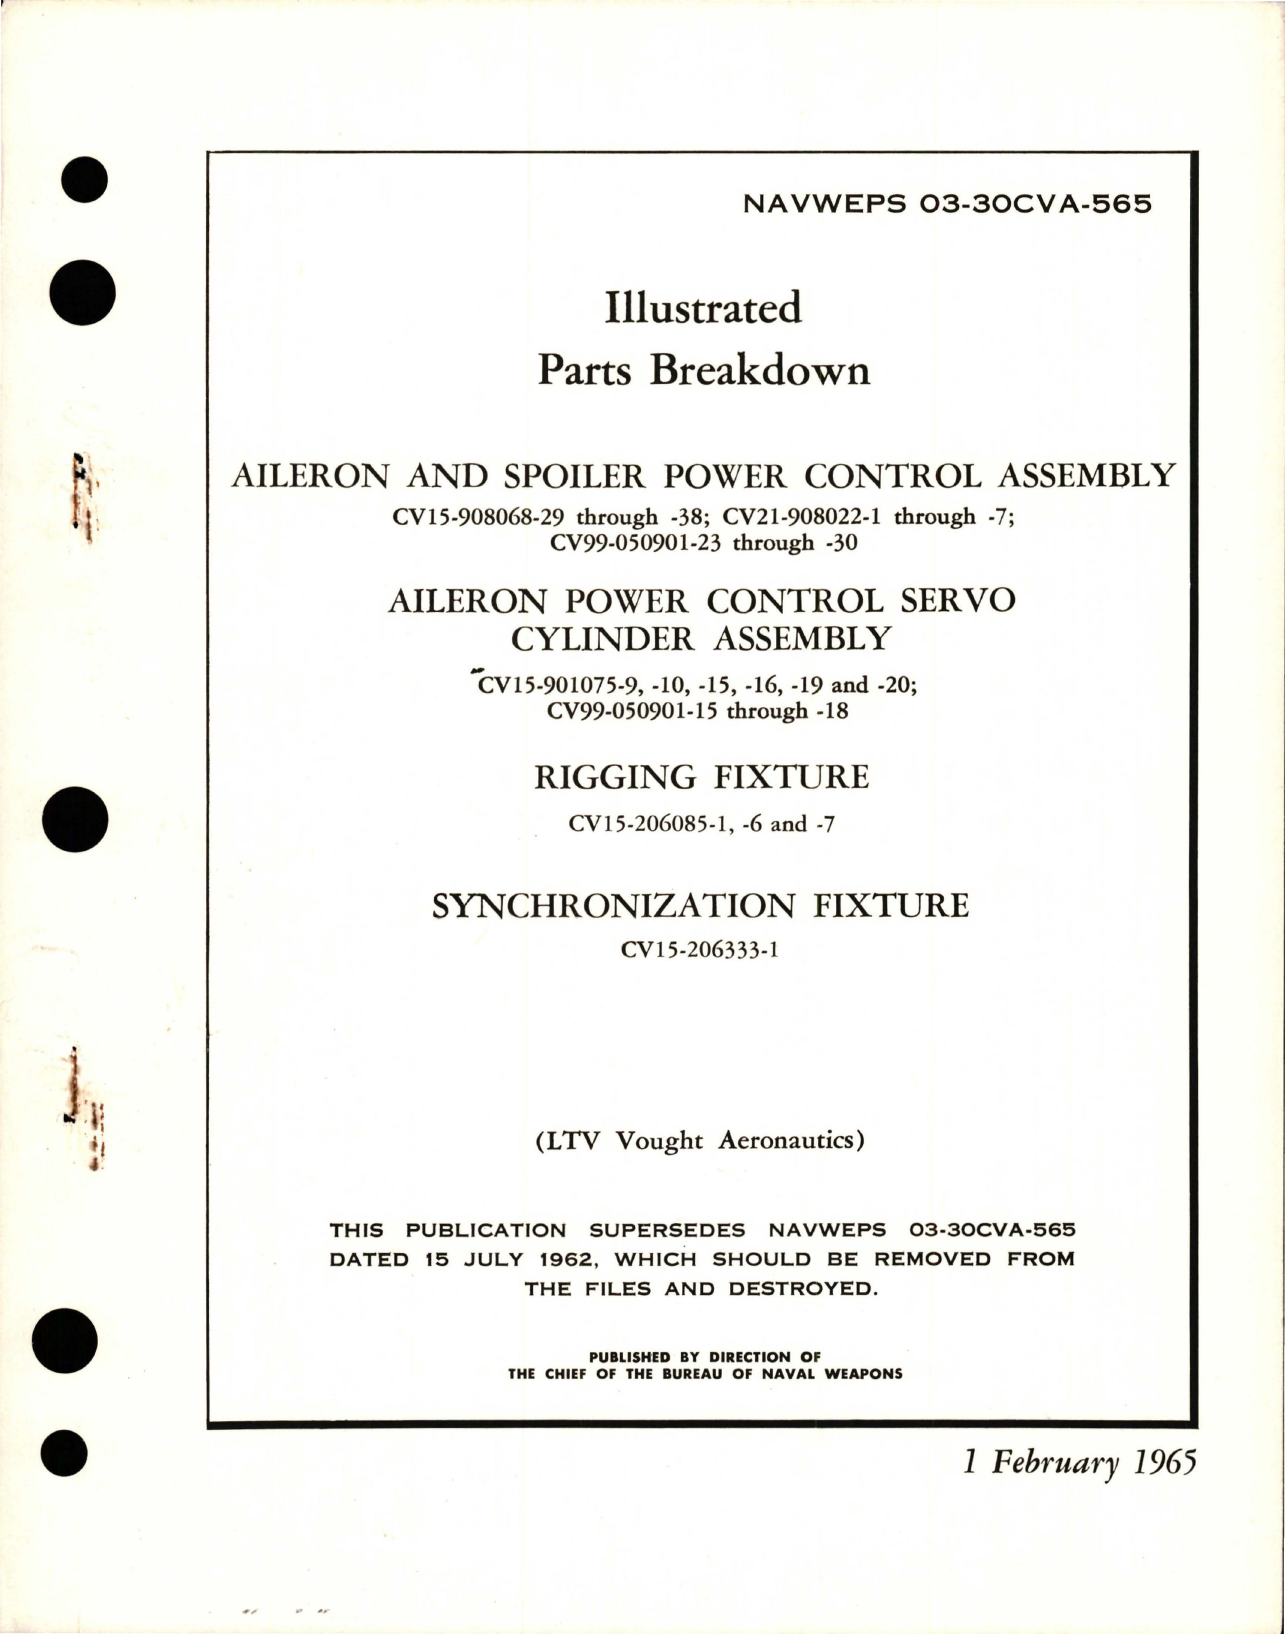 NAVWEPS 03-30CVA-565
Illustrated
Parts Breakdown
AILERON AND SPOILER POWER CONTROL ASSEMBLY
CV15-908068-29 through -38; CV21-908022-1 through -7;
CV99-050901-23 through -30
AILERON POWER CONTROL SERVO
CYLINDER ASSEMBLY
CV15-901075-9, -10, -15, -16, -19 and -20;
CV99-050901-15 through -18
RIGGING FIXTURE
CV15-206085-1, -6 and -7
SYNCHRONIZATION FIXTURE
CV15-206333-1
(LTV Vought Aeronautics)
THIS PUBLICATION SUPERSEDES NAVWEPS 03-30CVA-565
DATED 15 JULY 1962, WHICH SHOULD BE REMOVED FROM
THE FILES AND DESTROYED.
PUBLISHED BY DIRECTION OF
THE CHIEF OF THE BUREAU OF NAVAL WEAPONS
1 February 1965